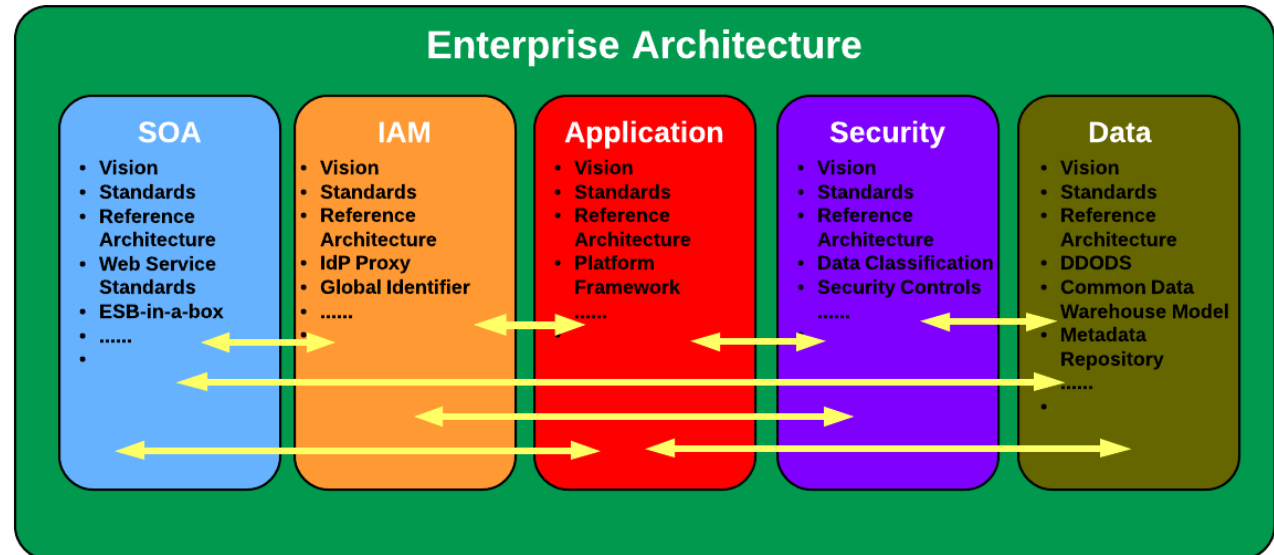 Enterprise Architecture
SOA
• Vision
• Standards
• Reference
Architecture
• Web Service
Standards
• ESB-in-a-box
• ......
•
IAM
• Vision
• Standards
• Reference
Architecture
• IdP Proxy
• Global Identifier
• ......
•
Application
• Vision
• Standards
• Reference
Architecture
• Platform
Framework
......
•
Security
• Vision
• Standards
• Reference
Architecture
• Data Classification
• Security Controls
......
•
Data
• Vision
• Standards
• Reference
Architecture
• DDODS
• Common Data
Warehouse Model
• Metadata
Repository
......
•